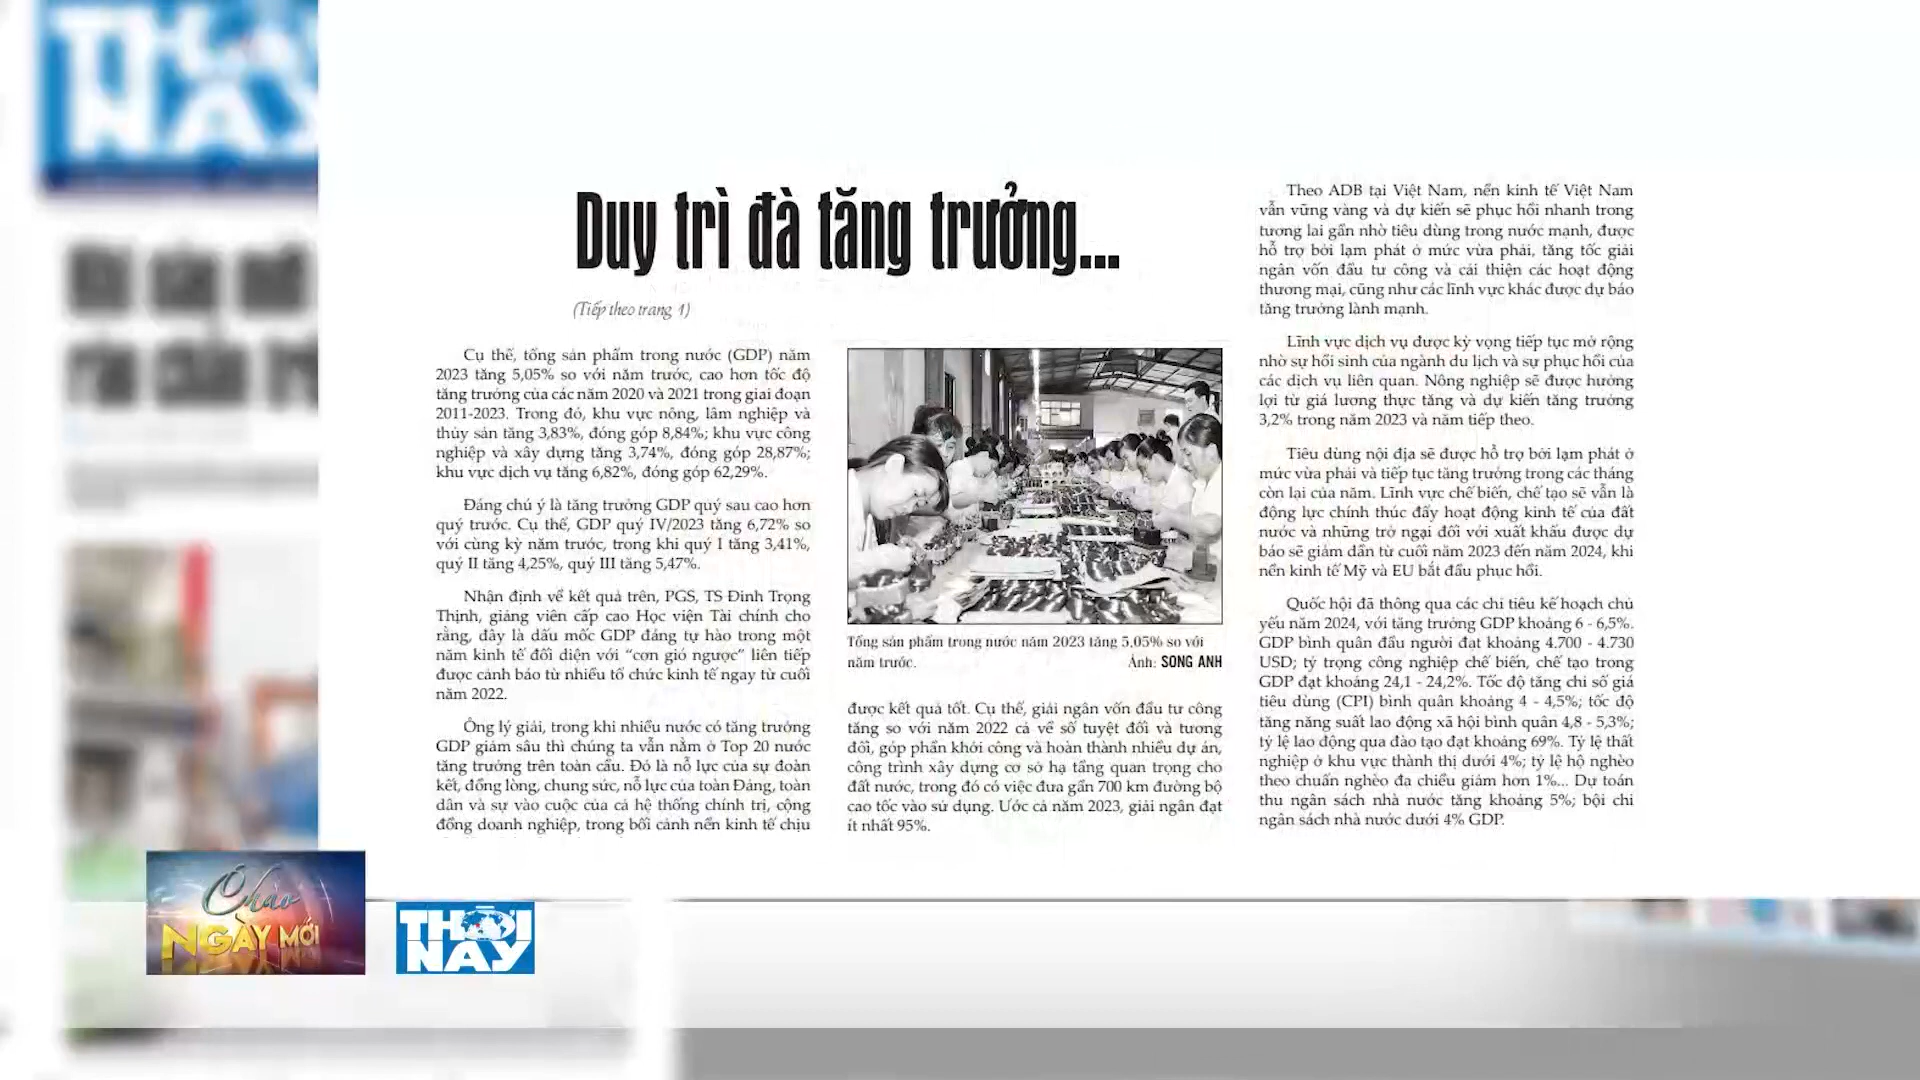 Duy trì đà tăng trưởng...
(Tiếp theo trang 1)
Cụ thể, tổng sản phẩm trong nước (GDP) năm
2023 tăng 5,05% so với năm trước, cao hơn tốc độ
tăng trưởng của các năm 2020 và 2021 trong giai đoạn
2011-2023. Trong đó, khu vực nông, lâm nghiệp và
thủy sản tăng 3,83%, đóng góp 8,84%; khu vực công
nghiệp và xây dựng tăng 3,74%, đóng góp 28,87%;
khu vực dịch vụ tăng 6,82%, đóng góp 62,29%.
Đáng chú ý là tăng trưởng GDP quý sau cao hơn
quý trước. Cụ thể, GDP quý IV/2023 tăng 6,72% so
với cùng kỳ năm trước, trong khi quý I tăng 3,41%,
quý II tăng 4,25%, quý III tăng 5,47%.
Nhận định về kết quả trên, PGS, TS Đinh Trọng
Thịnh, giảng viên cấp cao Học viện Tài chính cho
rằng, đây là dấu mốc GDP đáng tự hào trong một
năm kinh tế đối diện với “cơn gió ngược” liên tiếp
được cảnh báo từ nhiều tổ chức kinh tế ngay từ cuối
năm 2022.
Ông lý giải, trong khi nhiều nước có tăng trưởng
GDP giảm sâu thì chúng ta vẫn nằm ở Top 20 nước
tăng trưởng trên toàn cầu. Đó là nỗ lực của sự đoàn
kết, đồng lòng, chung sức, nỗ lực của toàn Đảng, toàn
dân và sự vào cuộc của cả hệ thống chính trị, cộng
đồng doanh nghiệp, trong bối cảnh nền kinh tế chịu
Tổng sản phẩm trong nước năm 2023 tăng 5,05% so với
năm trước. Ảnh: SONG ANH
được kết quả tốt. Cụ thể, giải ngân vốn đầu tư công
tăng so với năm 2022 cả về số tuyệt đối và tương
đối, góp phần khởi công và hoàn thành nhiều dự án,
công trình xây dựng cơ sở hạ tầng quan trọng cho
đất nước, trong đó có việc đưa gần 700 km đường bộ
cao tốc vào sử dụng. Ước cả năm 2023, giải ngân đạt
ít nhất 95%.
Theo ADB tại Việt Nam, nền kinh tế Việt Nam
vẫn vững vàng và dự kiến sẽ phục hồi nhanh trong
tương lai gần nhờ tiêu dùng trong nước mạnh, được
hỗ trợ bởi lạm phát ở mức vừa phải, tăng tốc giải
ngân vốn đầu tư công và cải thiện các hoạt động
thương mại, cũng như các lĩnh vực khác được dự báo
tăng trưởng lành mạnh.
Lĩnh vực dịch vụ được kỳ vọng tiếp tục mở rộng
nhờ sự hồi sinh của ngành du lịch và sự phục hồi của
các dịch vụ liên quan. Nông nghiệp sẽ được hưởng
lợi từ giá lương thực tăng và dự kiến tăng trưởng
3,2% trong năm 2023 và năm tiếp theo.
Tiêu dùng nội địa sẽ được hỗ trợ bởi lạm phát ở
mức vừa phải và tiếp tục tăng trưởng trong các tháng
còn lại của năm. Lĩnh vực chế biến, chế tạo sẽ vẫn là
động lực chính thúc đẩy hoạt động kinh tế của đất
nước và những trở ngại đối với xuất khẩu được dự
báo sẽ giảm dần từ cuối năm 2023 đến năm 2024, khi
nền kinh tế Mỹ và EU bắt đầu phục hồi.
Quốc hội đã thông qua các chỉ tiêu kế hoạch chủ
yếu năm 2024, với tăng trưởng GDP khoảng 6 - 6,5%.
GDP bình quân đầu người đạt khoảng 4.700 - 4.730
USD; tỷ trọng công nghiệp chế biến, chế tạo trong
GDP đạt khoảng 24,1 - 24,2%. Tốc độ tăng chỉ số giá
tiêu dùng (CPI) bình quân khoảng 4 - 4,5%; tốc độ
tăng năng suất lao động xã hội bình quân 4,8 - 5,3%;
tỷ lệ lao động qua đào tạo đạt khoảng 69%. Tỷ lệ thất
nghiệp ở khu vực thành thị dưới 4%; tỷ lệ hộ nghèo
theo chuẩn nghèo đa chiều giảm hơn 1%... Dự toán
thu ngân sách nhà nước tăng khoảng 5%; bội chi
ngân sách nhà nước dưới 4% GDP.
Chào
NGÀY MỚI
THỜI
NAY
THỜI
NAY